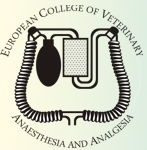 EUROPEAN COLLEGE OF VETERINARY
ANAESTHESIA AND ANALGESIA